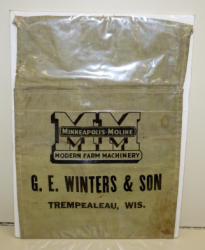 MM
MINNEAPOLIS-MOLINE
MODERN FARM MACHINERY
G. E. WINTERS & SON
TREMPEALEAU, WIS.